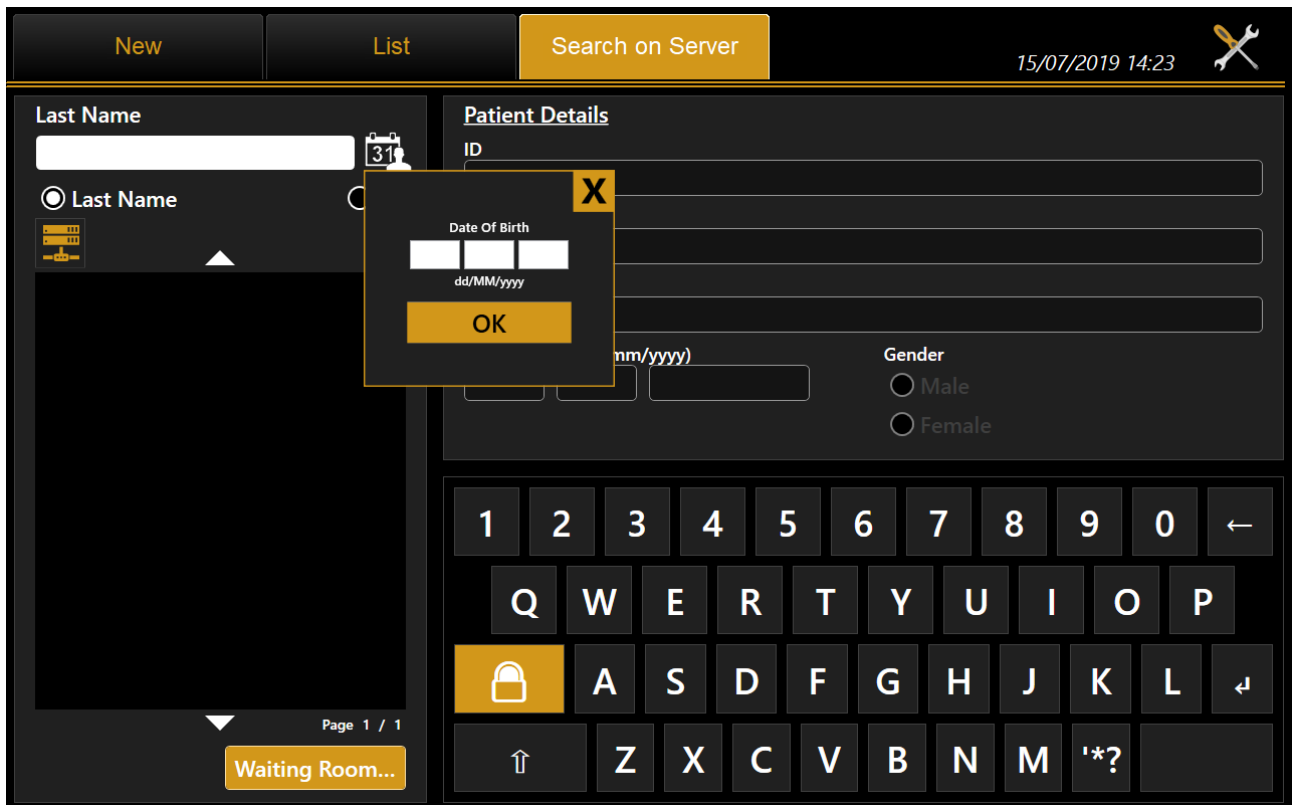 New
List
Search on Server
15/07/2019 14:23
Last Name
31
Last Name
Page 1 / 1
Waiting Room...
Patient Details
ID
mm/yyyy)
Gender
Male
Female
X
Date Of Birth
dd/MM/yyyy
OK
1 2 3 4 5 6 7 8 9 0 ←
Q W E R T Y U I O P
A S D F G H J K L ↲
⇧ Z X C V B N M '*?